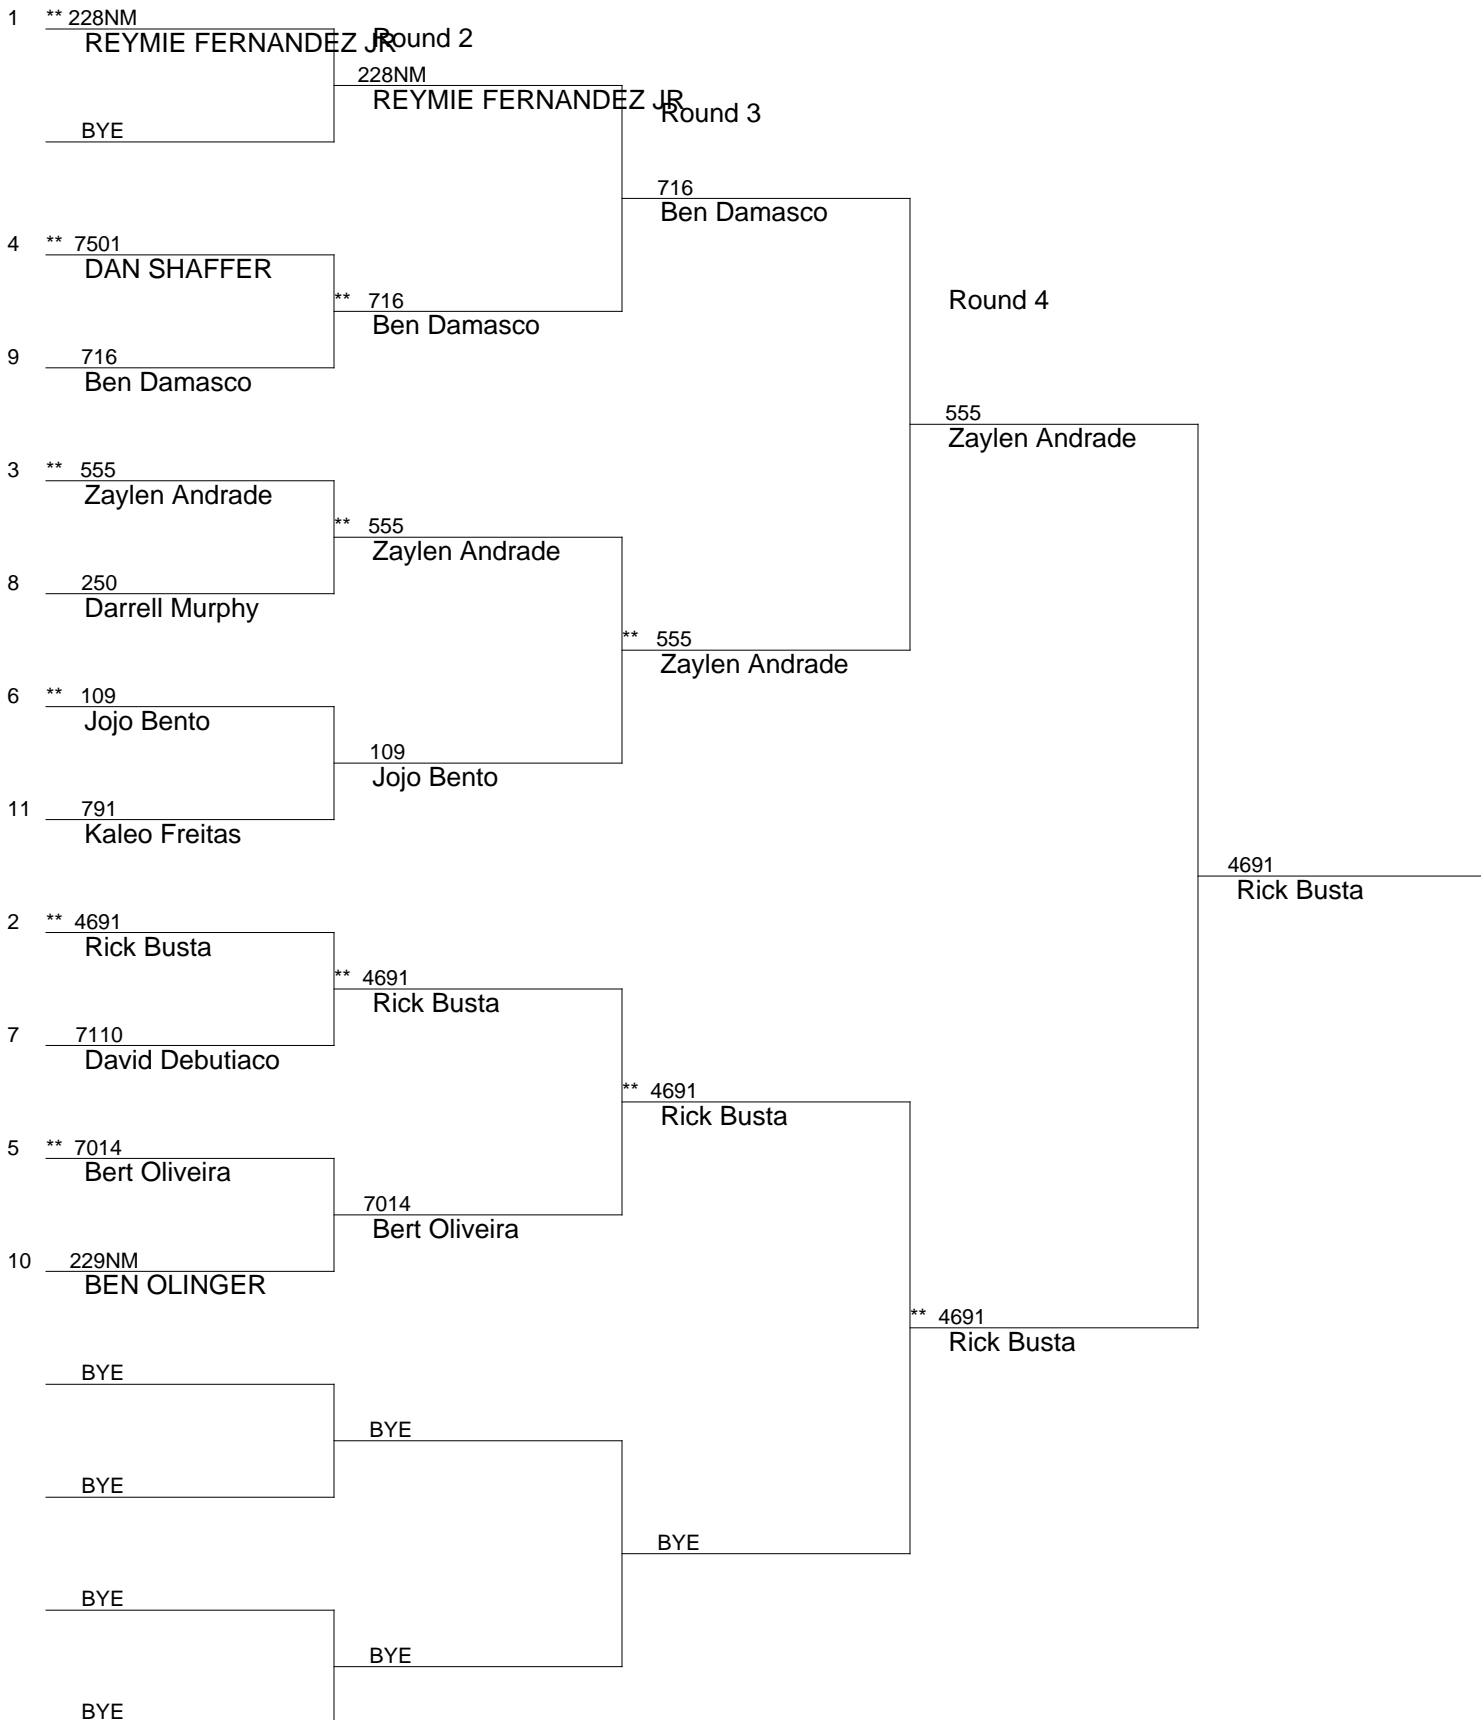 1 ** 228NM
REYMIE FERNANDEZ JR
Round 2
228NM
REYMIE FERNANDEZ JR
Round 3
BYE
716
Ben Damasco
4 ** 7501
DAN SHAFFER
** 716
Ben Damasco
Round 4
9 716
Ben Damasco
555
Zaylen Andrade
3 ** 555
Zaylen Andrade
** 555
Zaylen Andrade
8 250
Darrell Murphy
** 555
Zaylen Andrade
6 ** 109
Jojo Bento
109
Jojo Bento
11 791
Kaleo Freitas
4691
Rick Busta
2 ** 4691
Rick Busta
** 4691
Rick Busta
7 7110
David Debutiaco
** 4691
Rick Busta
5 ** 7014
Bert Oliveira
7014
Bert Oliveira
10 229NM
BEN OLINGER
** 4691
Rick Busta
BYE
BYE
BYE
BYE
BYE
BYE
BYE